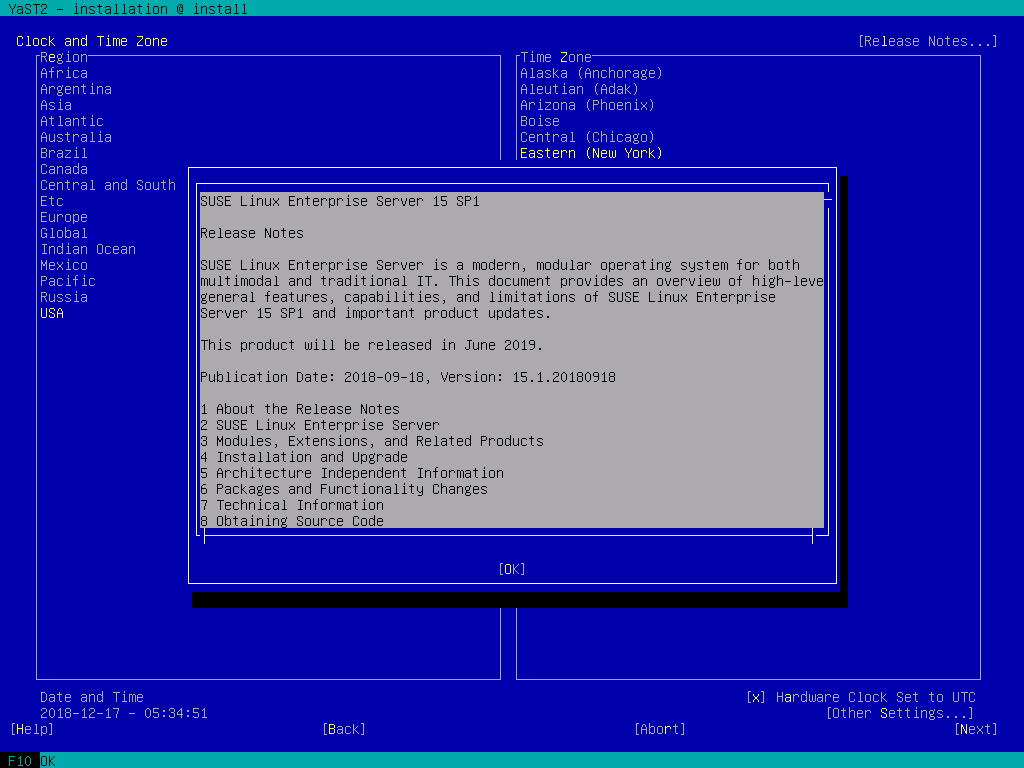 YaST2 - installation @ install
Clock and Time Zone [Release Notes...]
Region
Africa
Argentina
Asia
Atlantic
Australia
Brazil
Canada
Central and South
Etc
Europe
Global
Indian Ocean
Mexico
Pacific
Russia
USA
Time Zone
Alaska (Anchorage)
Aleutian (Adak)
Arizona (Phoenix)
Boise
Central (Chicago)
Eastern (New York)
SUSE Linux Enterprise Server 15 SP1
Release Notes
SUSE Linux Enterprise Server is a modern, modular operating system for both
multimodal and traditional IT. This document provides an overview of high-leve
general features, capabilities, and limitations of SUSE Linux Enterprise
Server 15 SP1 and important product updates.
This product will be released in June 2019.
Publication Date: 2018-09-18, Version: 15.1.20180918
1 About the Release Notes
2 SUSE Linux Enterprise Server
3 Modules, Extensions, and Related Products
4 Installation and Upgrade
5 Architecture Independent Information
6 Packages and Functionality Changes
7 Technical Information
8 Obtaining Source Code
[OK]
Date and Time [x] Hardware Clock Set to UTC
2018-12-17 - 05:34:51 [Other Settings...]
[Help] [Back] [Abort] [Next]
F10 OK